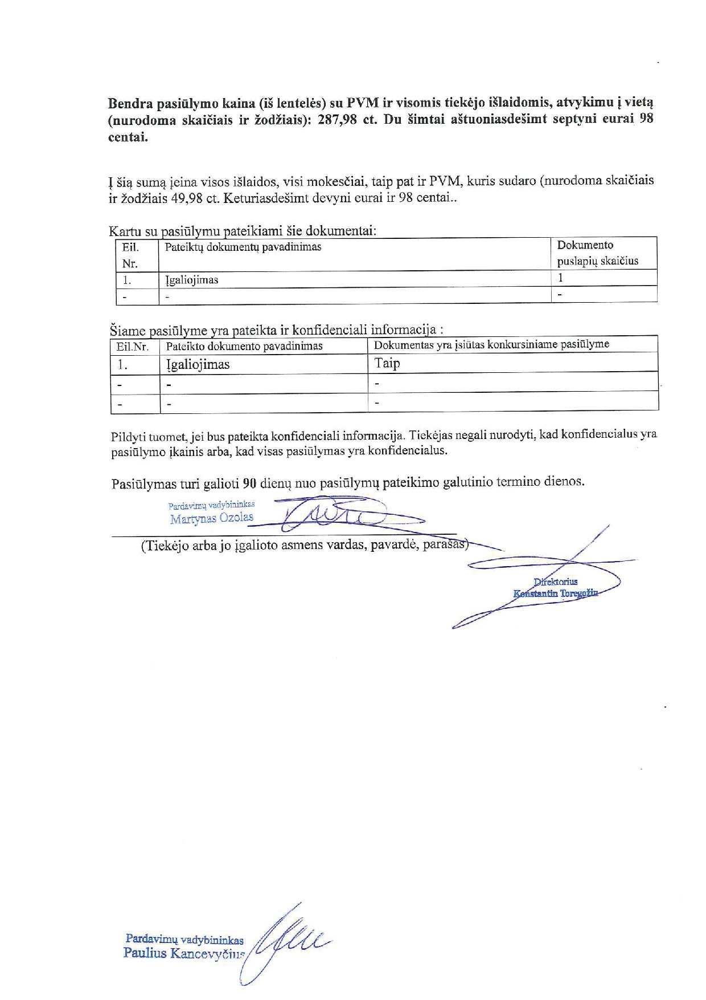 Bendra pasiūlymo kaina (iš lentelės) su PVM ir visomis tiekėjo išlaidomis, atvykimu į vietą
(nurodoma skaičiais ir žodžiais): 287,98 ct. Du šimtai aštuoniasdešimt septyni eurai 98
centai.
Į šią sumą įeina visos išlaidos, visi mokesčiai, taip pat ir PVM, kuris sudaro (nurodoma skaičiais
ir žodžiais 49,98 ct. Keturiasdešimt devyni eurai ir 98 centai..
Kartu su pasiūlymu pateikiami šie dokumentai:
Eil. Pateiktų dokumentų pavadinimas Dokumento
Nr. puslapių skaičius
1. Įgaliojimas 1
- - -
Šiame pasiūlyme yra pateikta ir konfidenciali informacija :
Eil.Nr. Pateikto dokumento pavadinimas Dokumentas yra įsiūtas konkursiniame pasiūlyme
1. Įgaliojimas Taip
- - -
- - -
Pildyti tuomet, jei bus pateikta konfidenciali informacija. Tiekėjas negali nurodyti, kad konfidencialus yra
pasiūlymo įkainis arba, kad visas pasiūlymas yra konfidencialus.
Pasiūlymas turi galioti 90 dienų nuo pasiūlymų pateikimo galutinio termino dienos.
Pardavimų vadybininkas
Martynas Ozolas
(Tiekėjo arba jo įgalioto asmens vardas, pavardė, parašas)
Direktorius
Konstantin Toregožin
Pardavimų vadybininkas
Paulius Kancevyčius